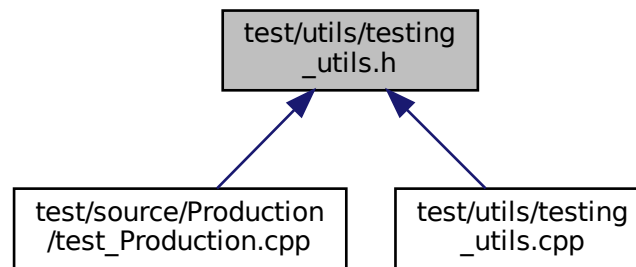 test/utils/testing
_utils.h
test/source/Production
/test_Production.cpp
test/utils/testing
_utils.cpp